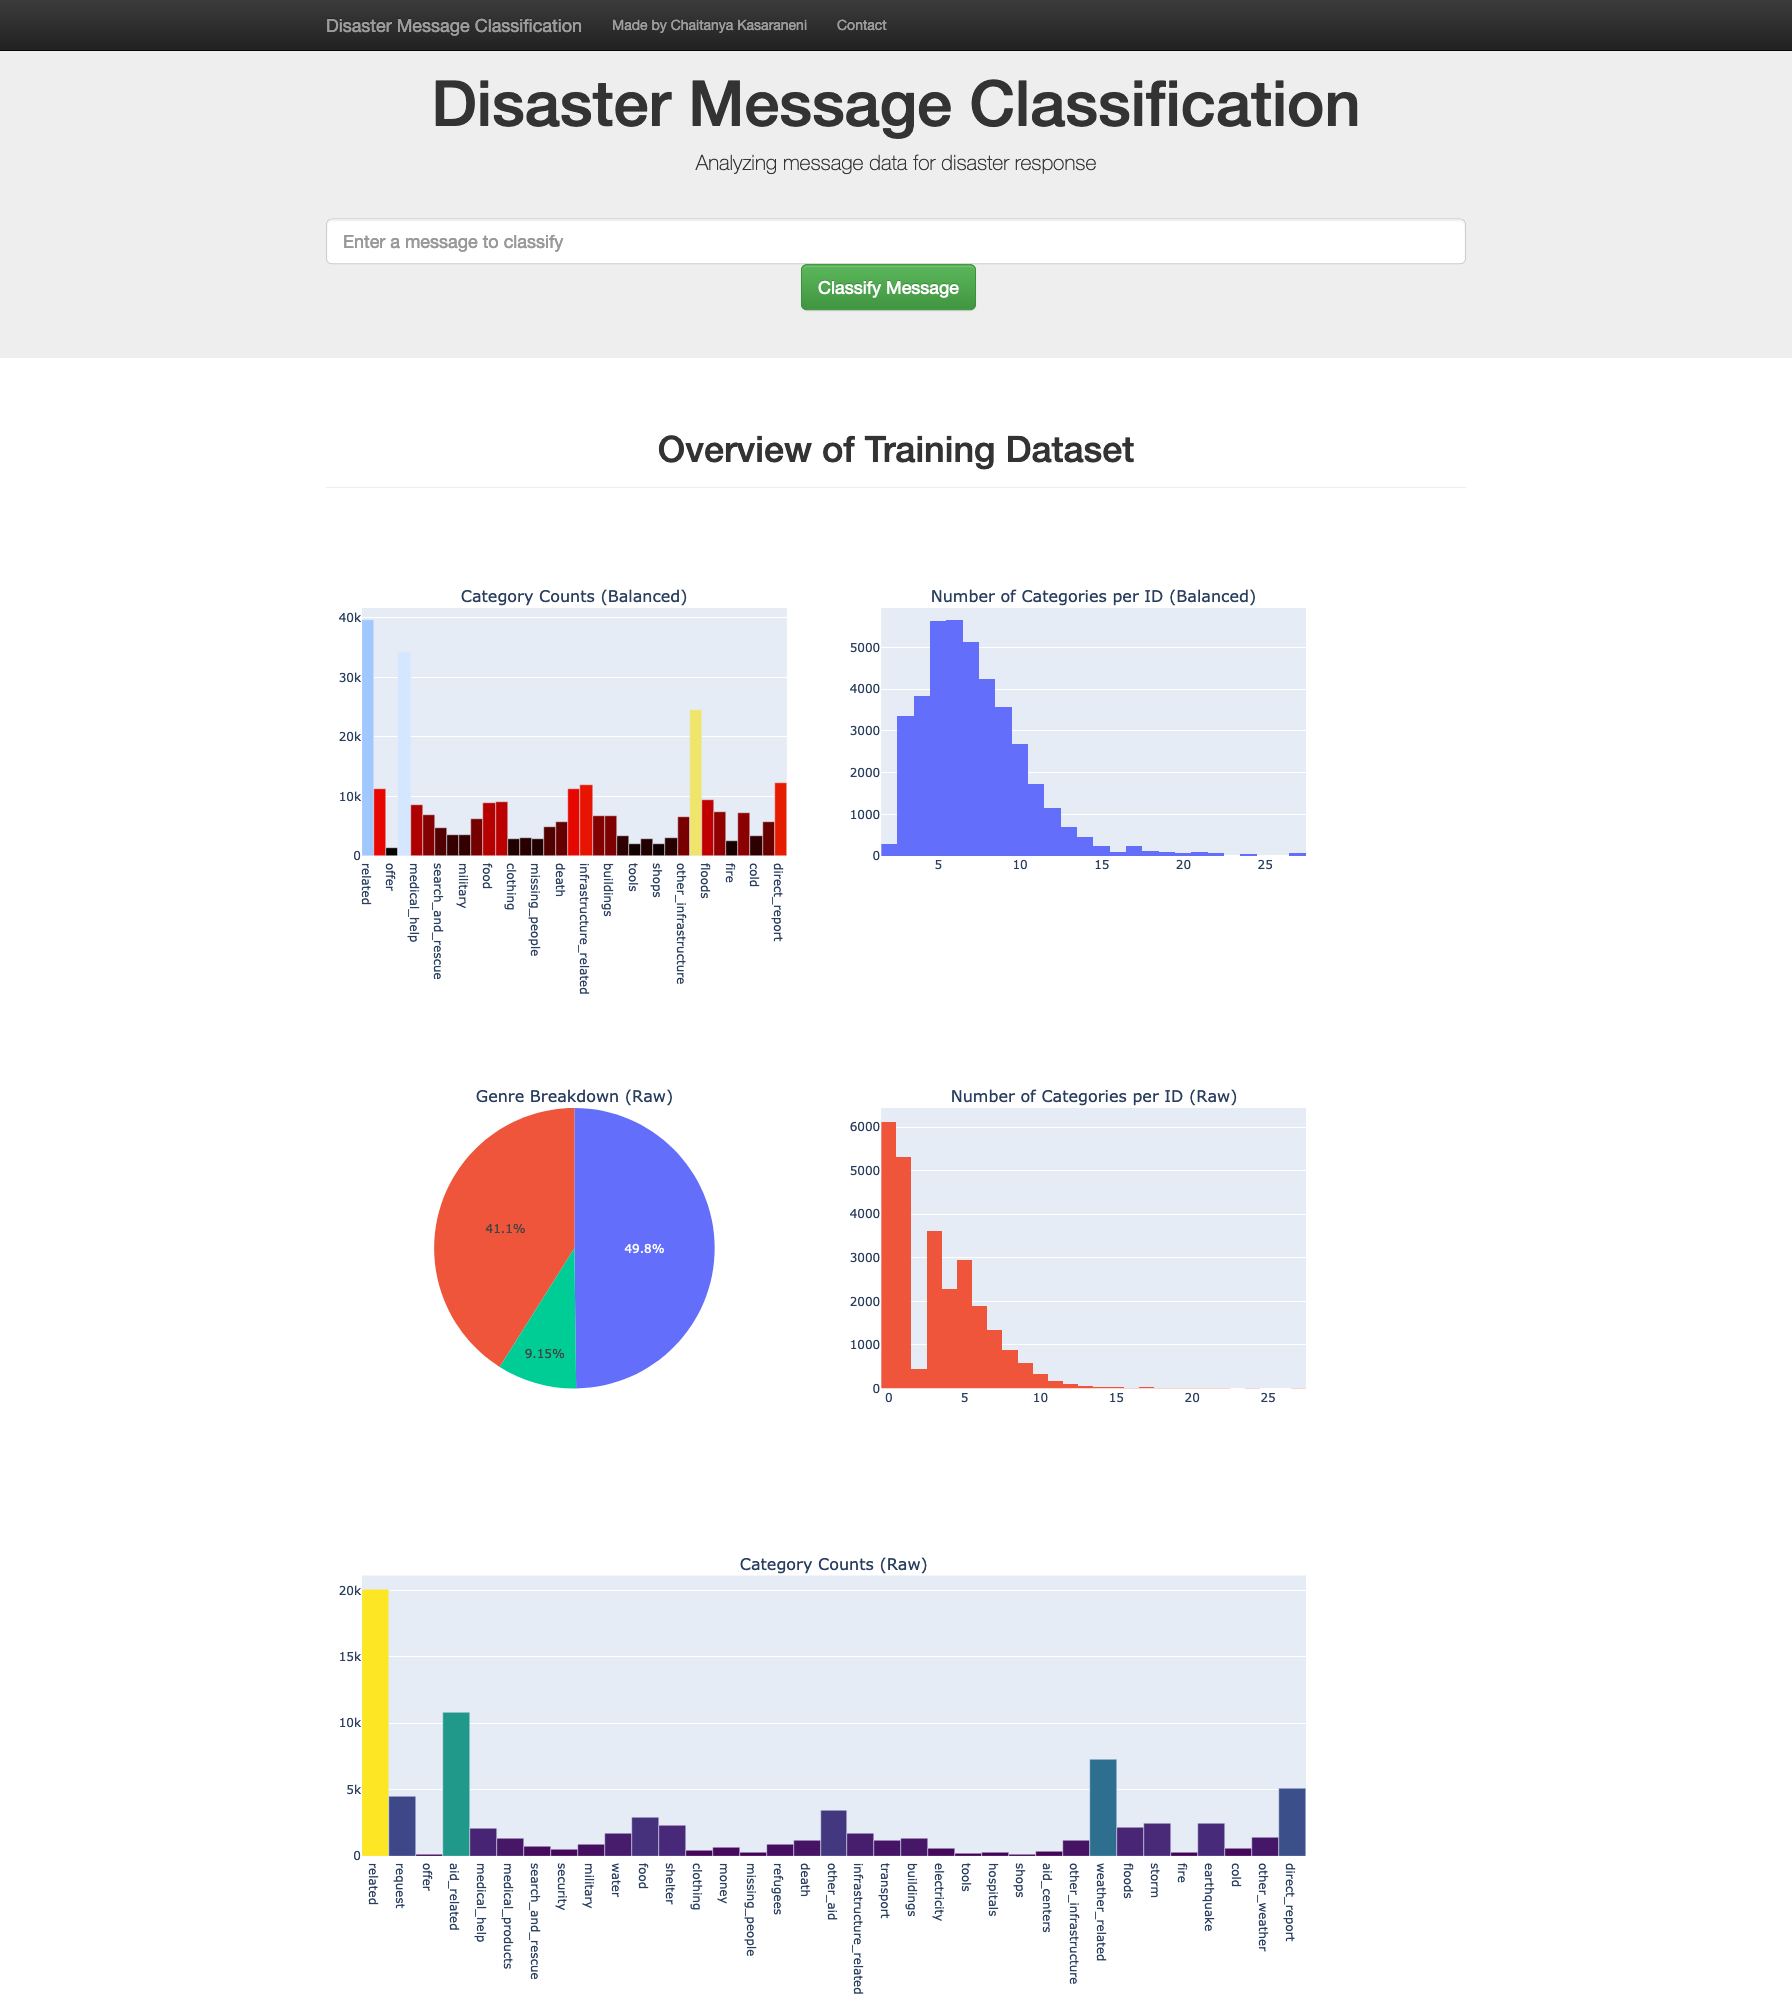 Disaster Message Classification Made by Chaitanya Kasaraneni Contact
Disaster Message Classification
Analyzing message data for disaster response
Enter a message to classify
Classify Message
Overview of Training Dataset
Category Counts (Balanced)
40k
30k
20k
10k
0
related
offer
medical_help
search_and_rescue
military
food
clothing
missing_people
death
infrastructure_related
buildings
tools
shops
other_infrastructure
floods
fire
cold
direct_report
Number of Categories per ID (Balanced)
5000
4000
3000
2000
1000
0
5 10 15 20 25
Genre Breakdown (Raw)
41.1%
49.8%
9.15%
Number of Categories per ID (Raw)
6000
5000
4000
3000
2000
1000
0
0 5 10 15 20 25
Category Counts (Raw)
20k
15k
10k
5k
0
related
request
offer
aid_related
medical_help
medical_products
search_and_rescue
security
military
water
food
shelter
clothing
money
missing_people
refugees
death
other_aid
infrastructure_related
transport
buildings
electricity
tools
hospitals
shops
aid_centers
other_infrastructure
weather_related
floods
storm
fire
earthquake
cold
other_weather
direct_report